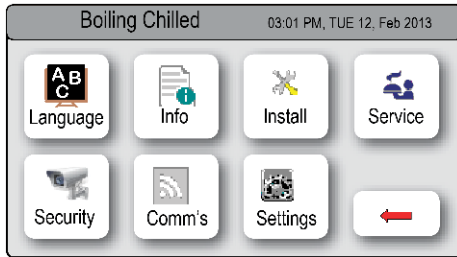 Boiling Chilled 03:01 PM, TUE 12, Feb 2013
A B
C
Language Info Install Service
Security Comm's Settings